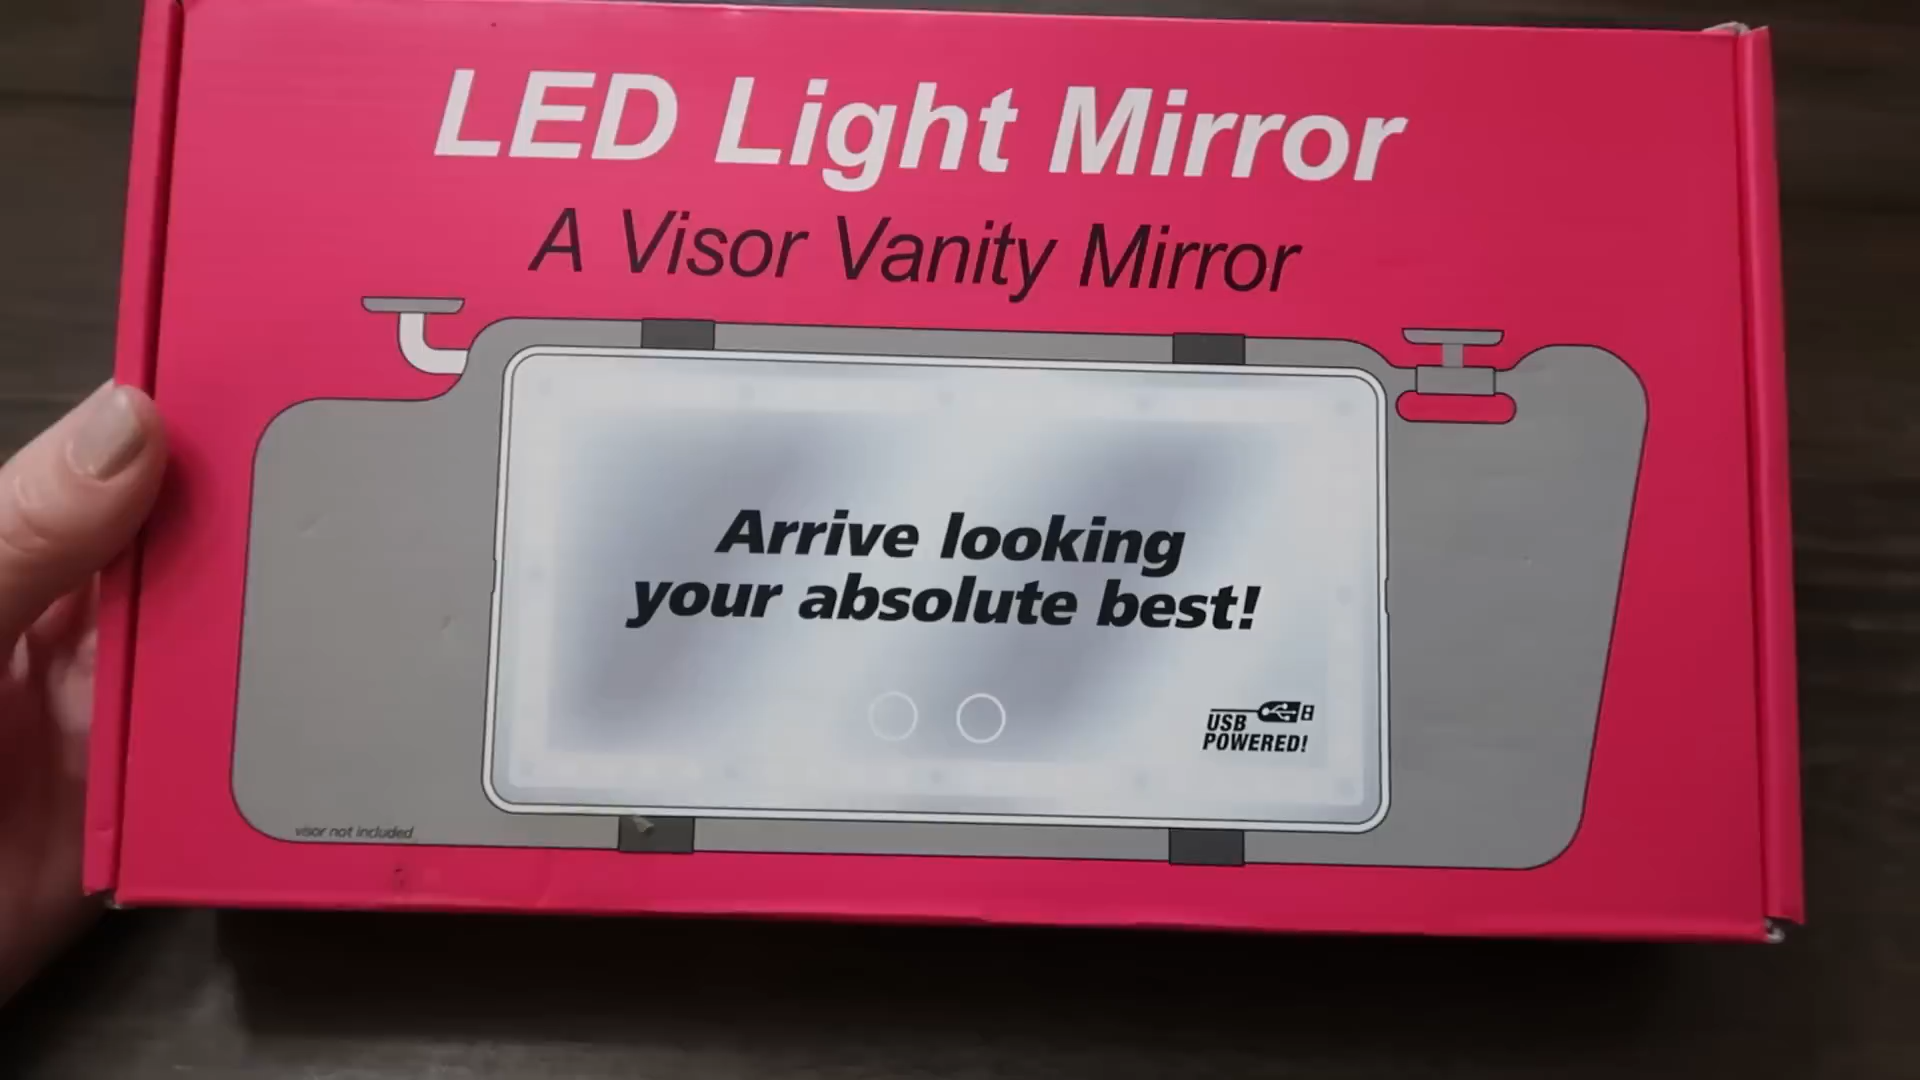 LED Light Mirror
A Visor Vanity Mirror
Arrive looking
your absolute best!
USB
POWERED!
visor not included